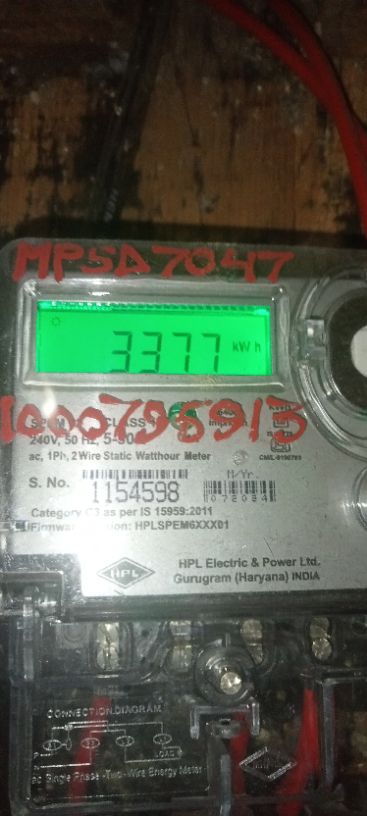 MPSD7047
3377 kWh
1000795913
240V, 50 Hz,
ac, 1Ph, 2 Wire Static Watthour Meter
S. No. 1154598
M/Yr.
Category C3 as per IS 15959:2011
HPLSPEM6XXX01
HPL Electric & Power Ltd.
Gurugram (Haryana) INDIA
HPL
CONNECTION DIAGRAM
LOAD
ac Single Phase Two Wire Energy Meter